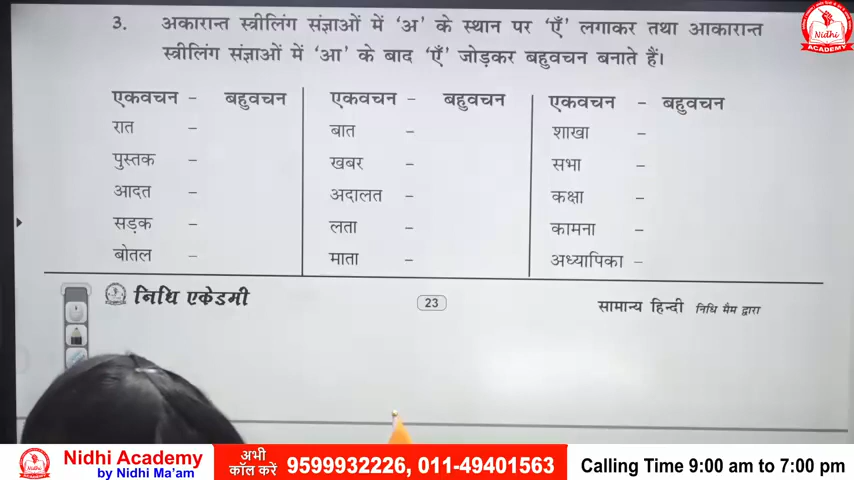 3. अकारान्त स्त्रीलिंग संज्ञाओं में ‘अ’ के स्थान पर ‘एँ’ लगाकर तथा आकारान्त
स्त्रीलिंग संज्ञाओं में ‘आ’ के बाद ‘एँ’ जोड़कर बहुवचन बनाते हैं।
एकवचन – बहुवचन
रात –
पुस्तक –
आदत –
सड़क –
बोतल –
एकवचन – बहुवचन
बात –
खबर –
अदालत –
लता –
माता –
एकवचन – बहुवचन
शाखा –
सभा –
कक्षा –
कामना –
अध्यापिका –
निधि एकेडमी
23
सामान्य हिन्दी निधि मैम द्वारा
Nidhi
ACADEMY
Nidhi Academy
by Nidhi Ma'am
अभी
कॉल करें
9599932226, 011-49401563
Calling Time 9:00 am to 7:00 pm